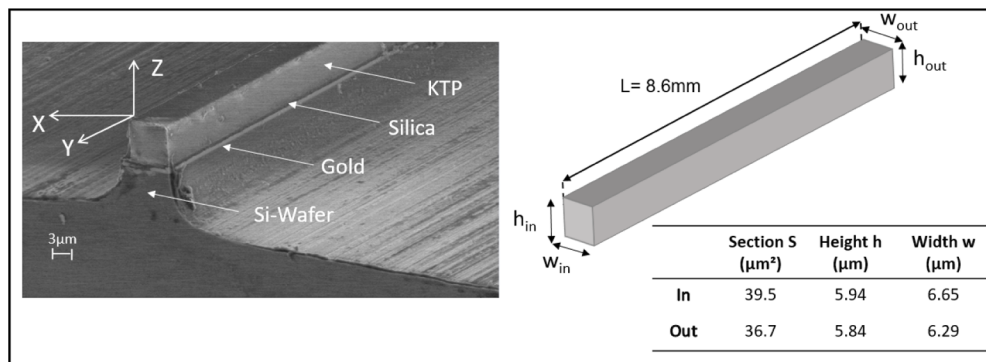 Z
X
Y
KTP
Silica
Gold
Si-Wafer
3μm
L= 8.6mm
w_out
h_out
h_in
w_in
Section S Height h Width w
(μm²) (μm) (μm)
In 39.5 5.94 6.65
Out 36.7 5.84 6.29